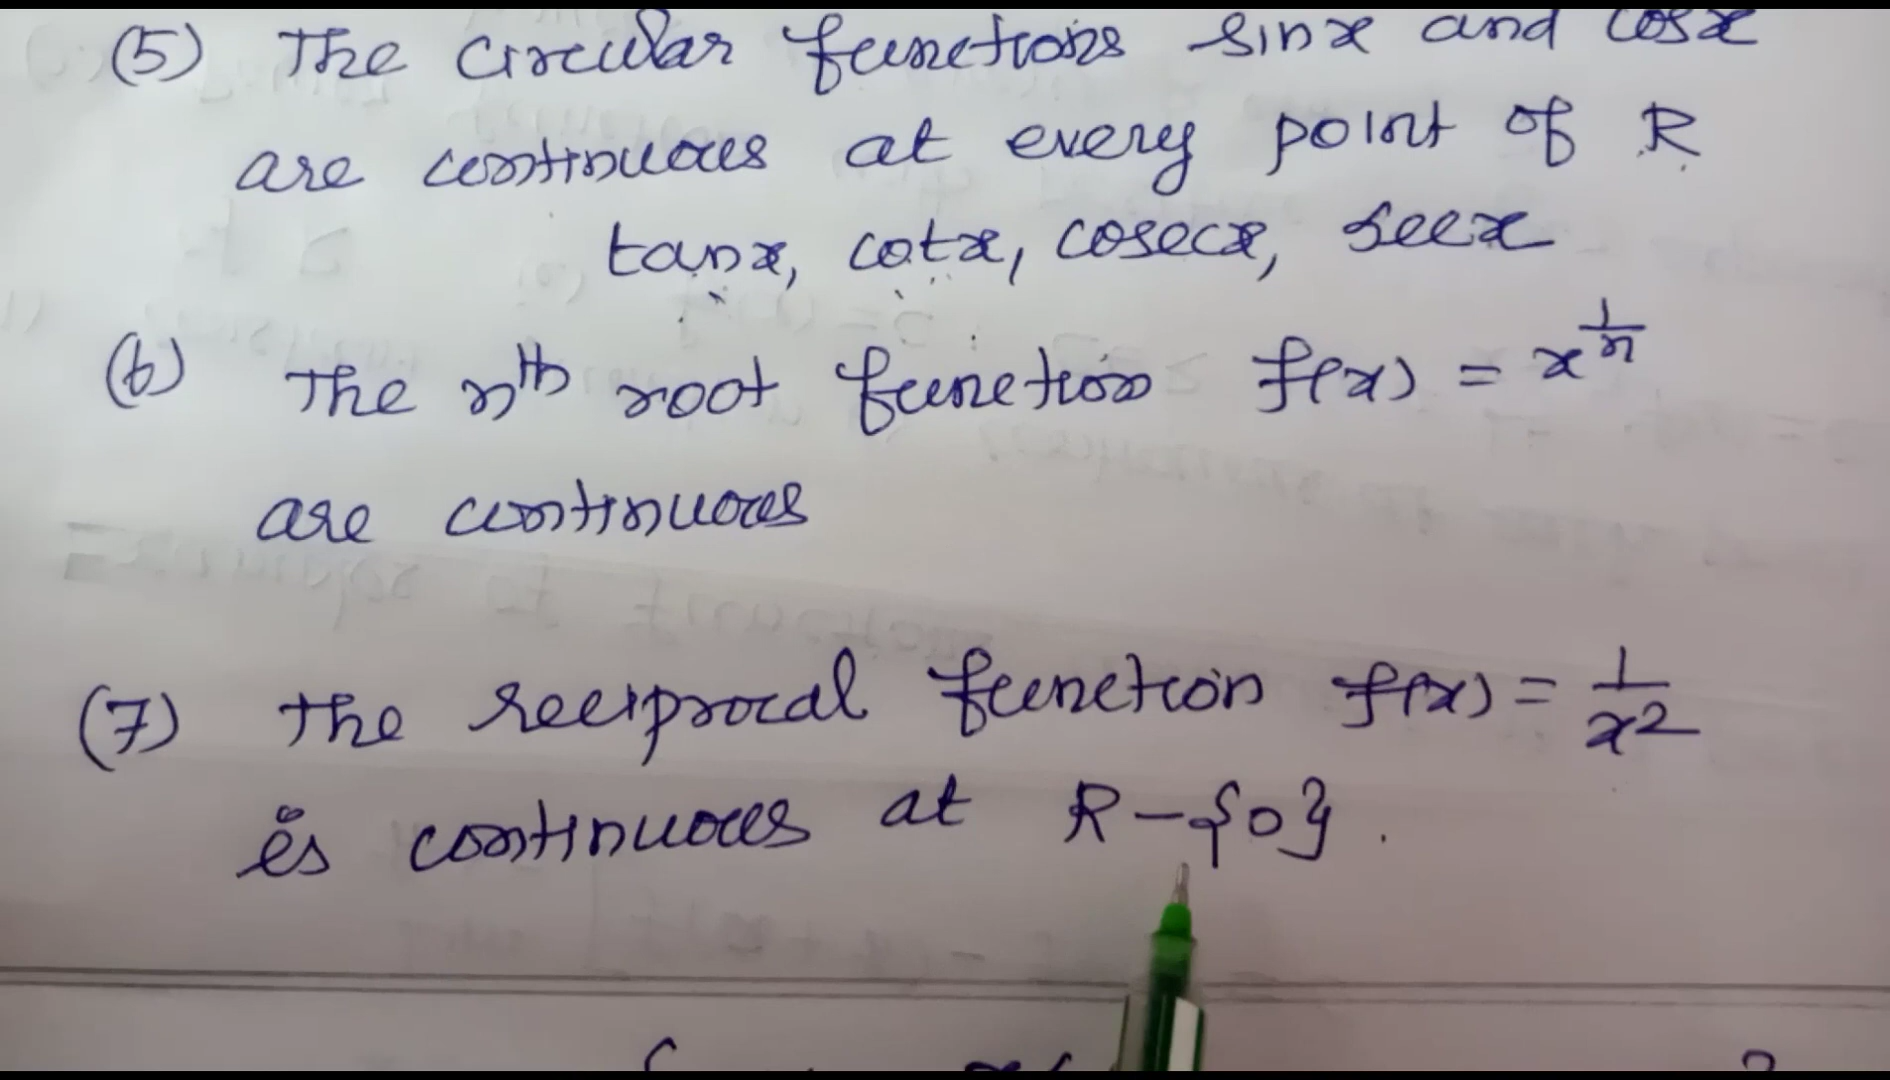 (5) The circular functions sinx and cosx
are continuous at every point of R
tanx, cotx, cosecx, secx
(6) The nth root function f(x) = x^{1/n}
are continuous
(7) The reciprocal function f(x) = 1/x²
is continuous at R-{0}.